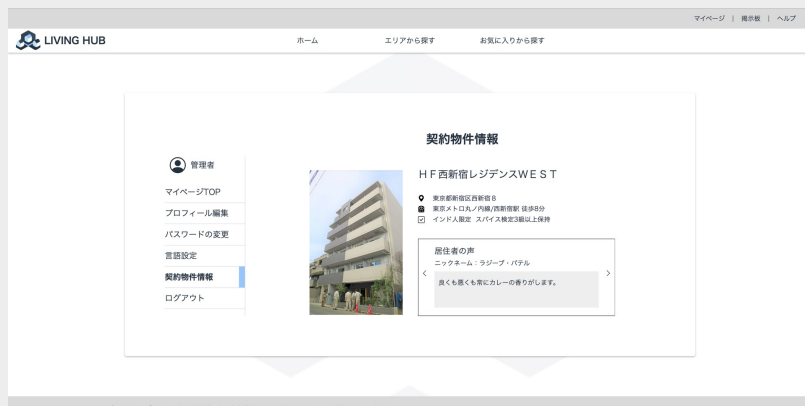 マイページ | 掲示板 | ヘルプ
LIVING HUB
ホーム エリアから探す お気に入りから探す
契約物件情報
管理者
マイページTOP
プロフィール編集
パスワードの変更
言語設定
契約物件情報
ログアウト
ＨＦ西新宿レジデンスＷＥＳＴ
東京都新宿区西新宿８
東京メトロ丸ノ内線/西新宿駅 徒歩8分
インド人限定 スパイス検定3級以上保持
居住者の声
ニックネーム：ラジープ・パテル
良くも悪くも常にカレーの香りがします。